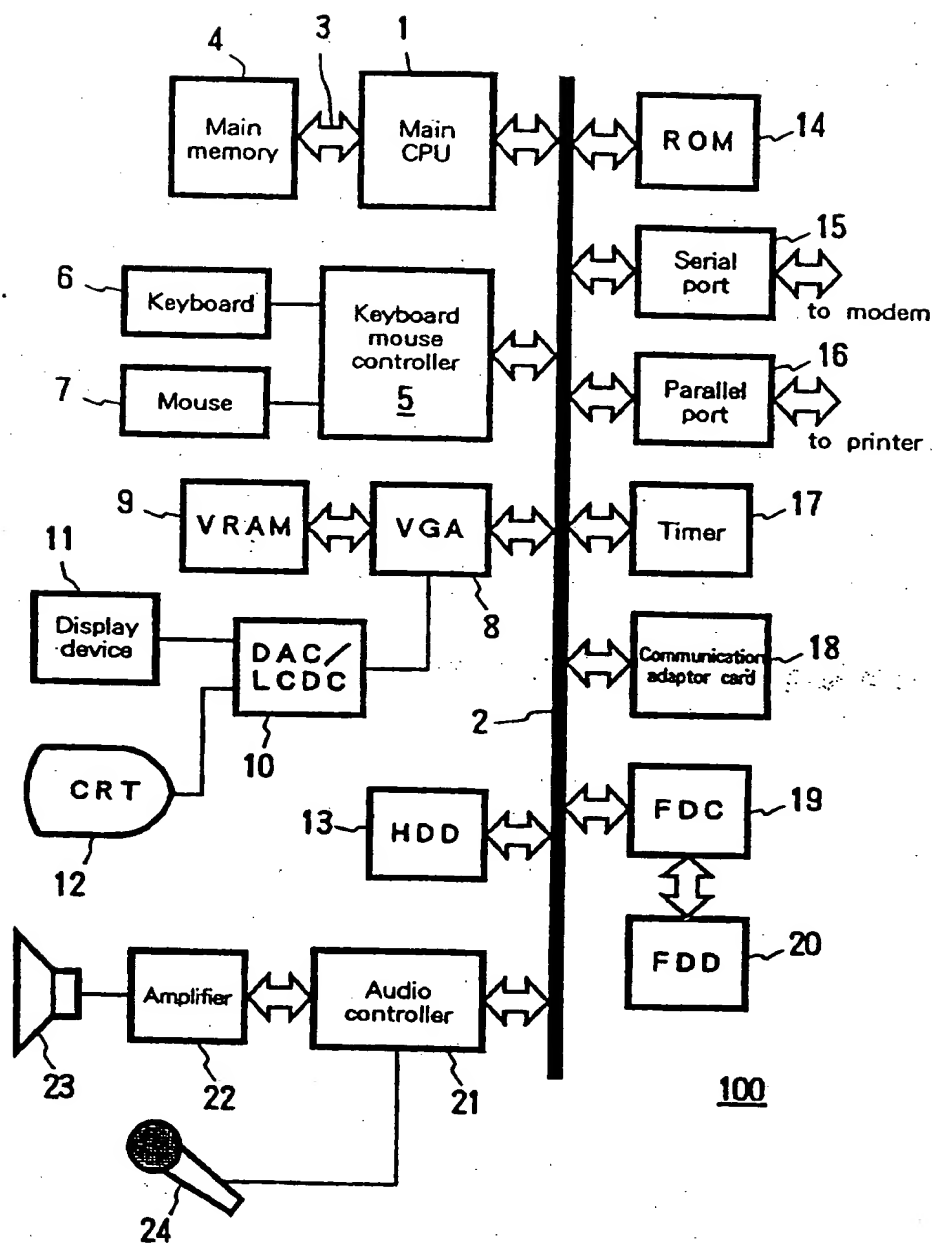 4
3
1
Main
memory
Main
CPU
ROM
14
15
Serial
port
to modem
6
Keyboard
Keyboard
mouse
controller
5
7
Mouse
16
Parallel
port
to printer
9
VRAM
VGA
8
Timer
17
11
Display
device
DAC/
LCDC
10
2
Communication
adaptor card
18
CRT
12
13
HDD
FDC
19
FDD
20
23
Amplifier
22
Audio
controller
21
24
100